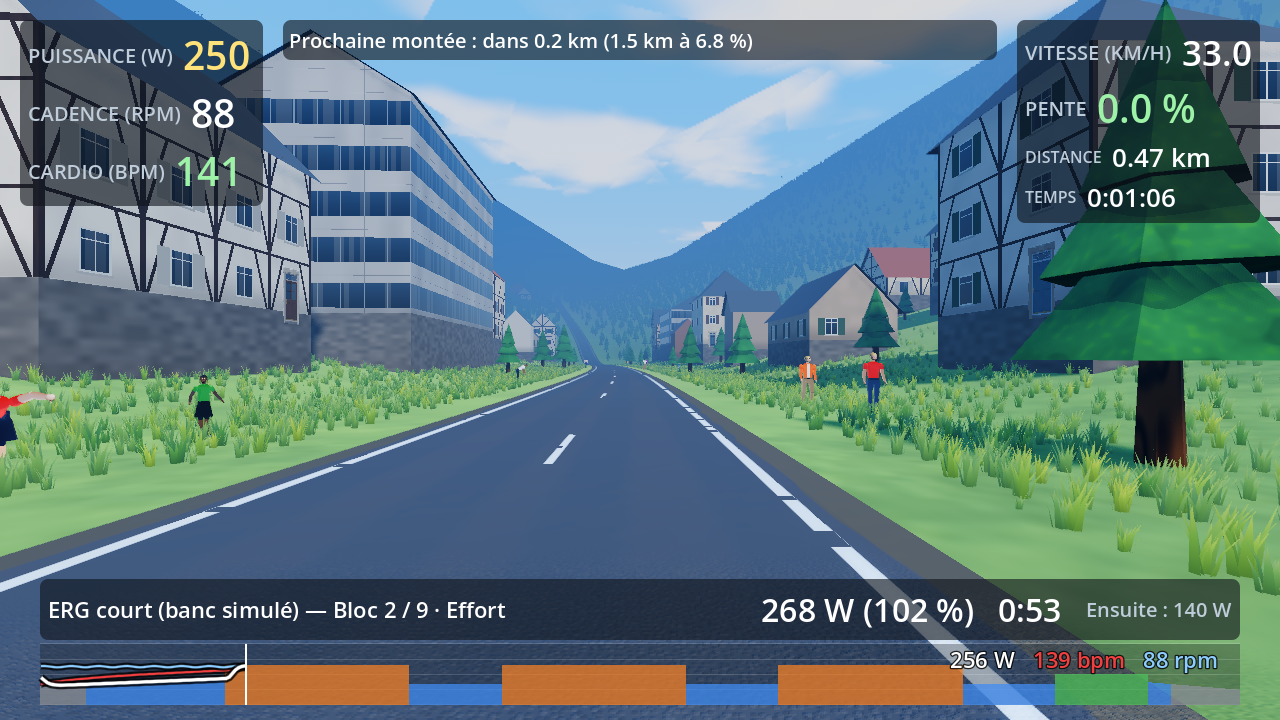 PUISSANCE (W) 250
CADENCE (RPM) 88
CARDIO (BPM) 141
Prochaine montée : dans 0.2 km (1.5 km à 6.8 %)
VITESSE (KM/H) 33.0
PENTE 0.0 %
DISTANCE 0.47 km
TEMPS 0:01:06
ERG court (banc simulé) — Bloc 2 / 9 · Effort 268 W (102 %) 0:53 Ensuite : 140 W
256 W 139 bpm 88 rpm